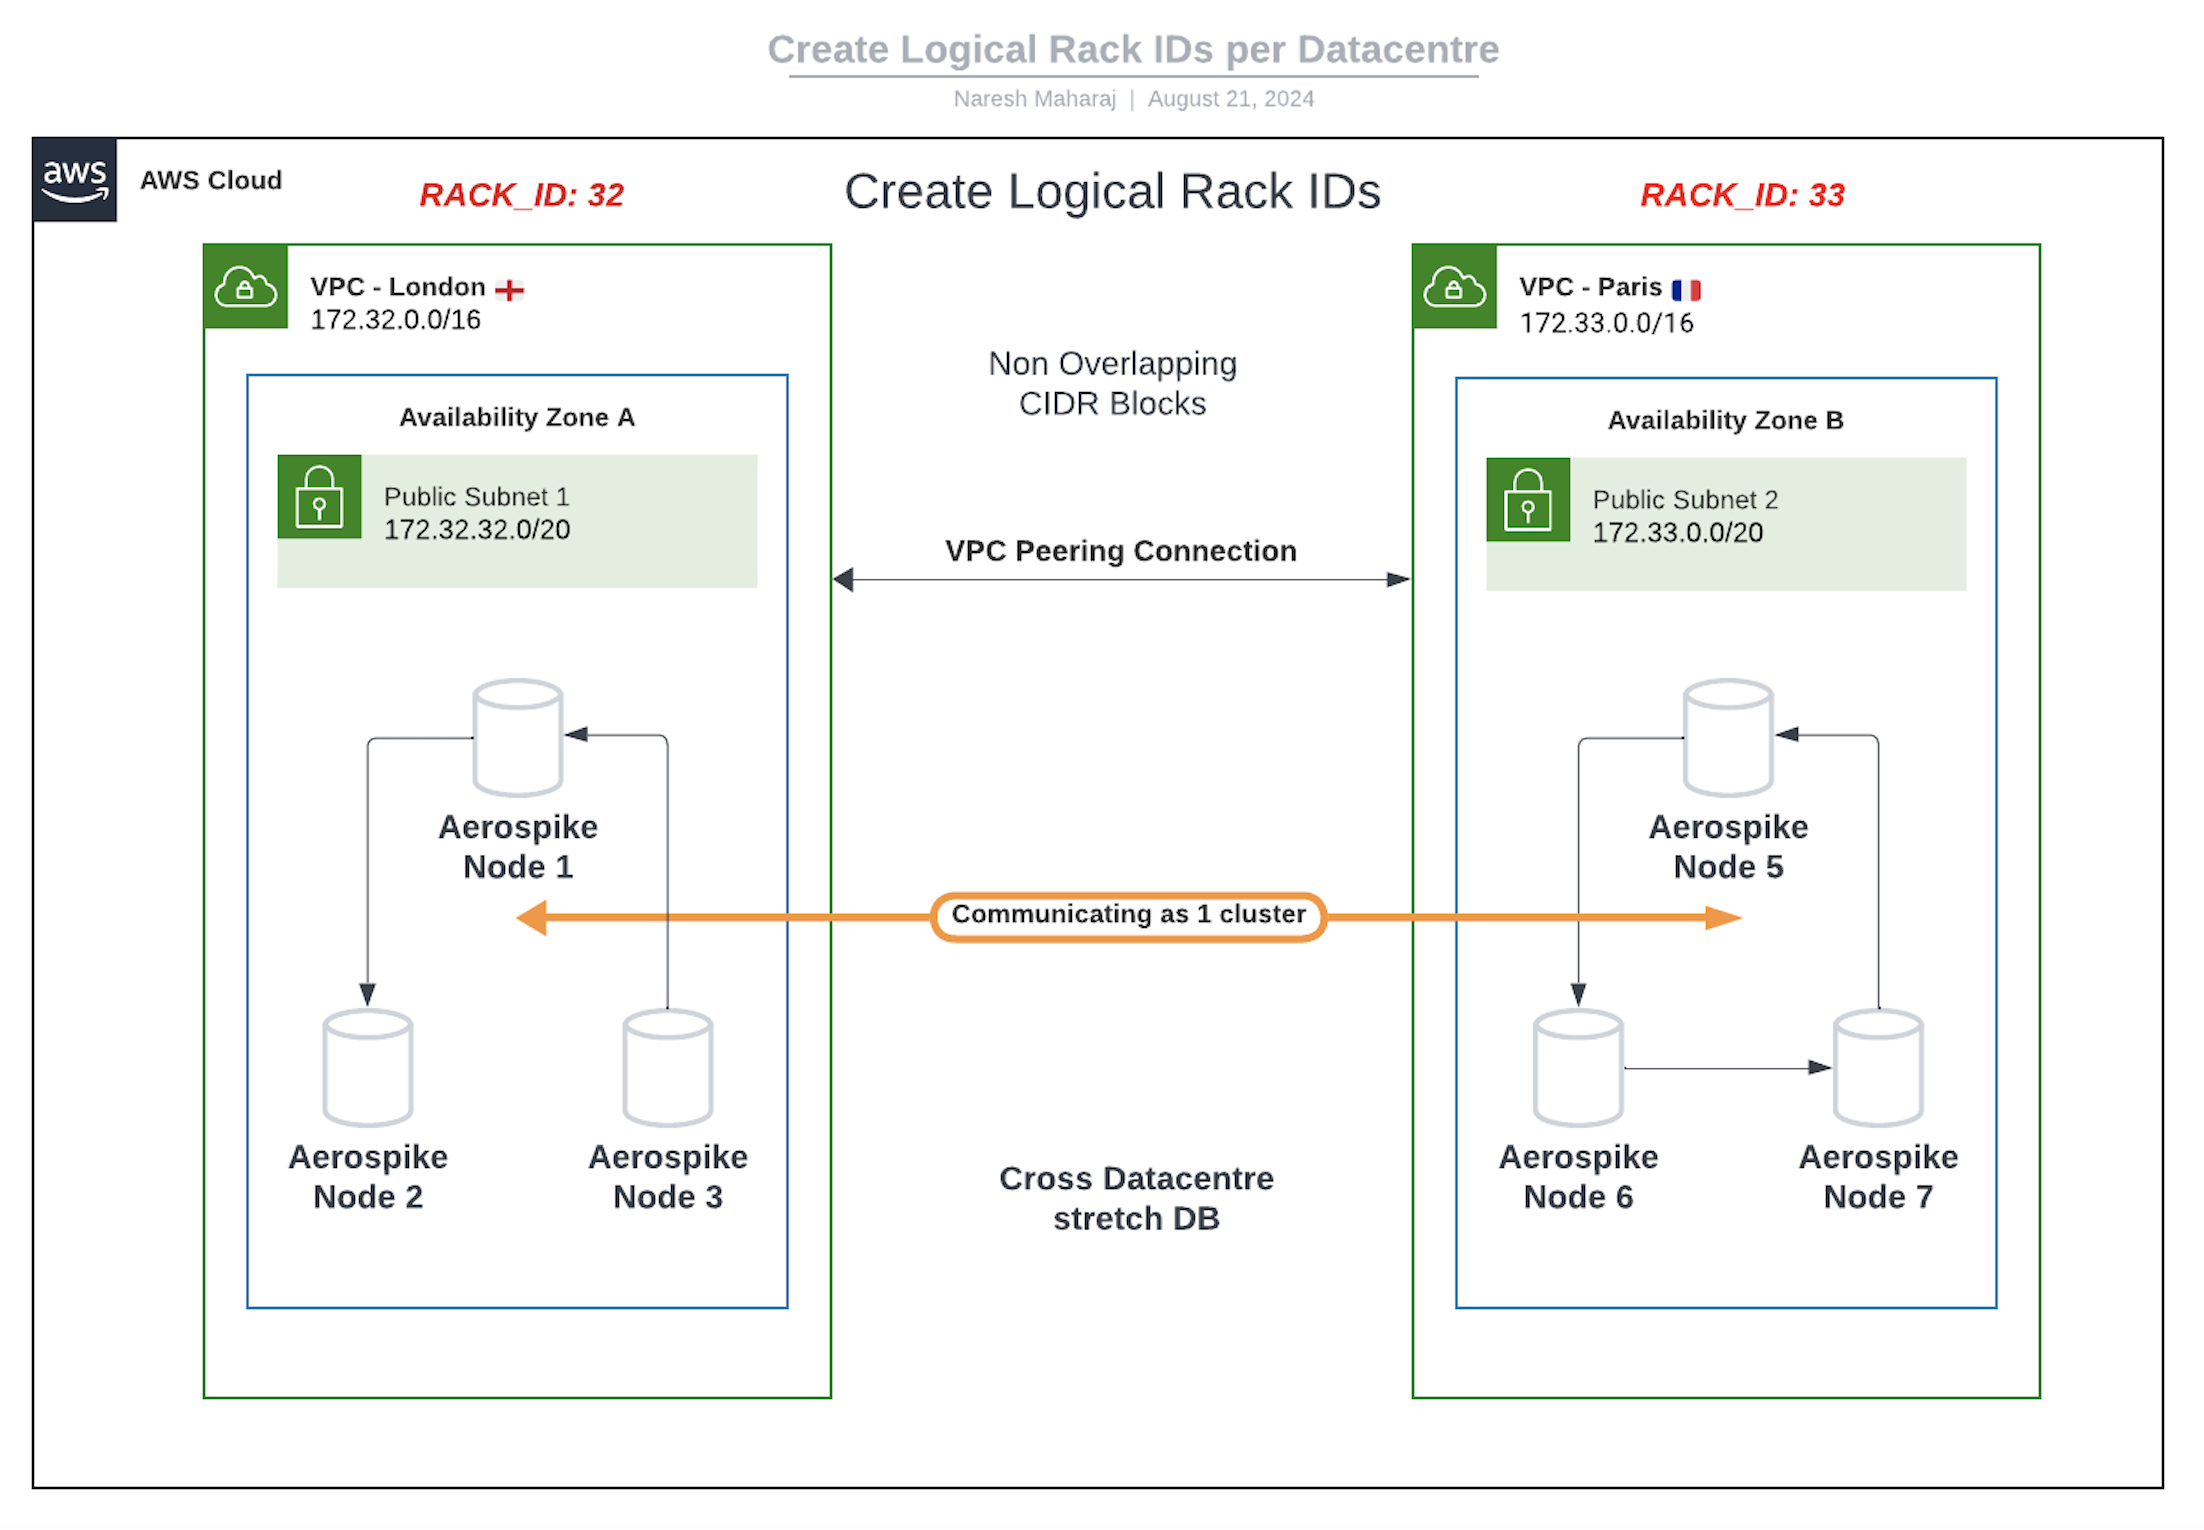 Create Logical Rack IDs per Datacentre
Naresh Maharaj | August 21, 2024
aws
AWS Cloud
RACK_ID: 32
Create Logical Rack IDs
RACK_ID: 33
VPC - London
172.32.0.0/16
VPC - Paris
172.33.0.0/16
Non Overlapping
CIDR Blocks
Availability Zone A
Availability Zone B
Public Subnet 1
172.32.32.0/20
Public Subnet 2
172.33.0.0/20
VPC Peering Connection
Aerospike
Node 1
Aerospike
Node 5
Communicating as 1 cluster
Aerospike
Node 2
Aerospike
Node 3
Cross Datacentre
stretch DB
Aerospike
Node 6
Aerospike
Node 7